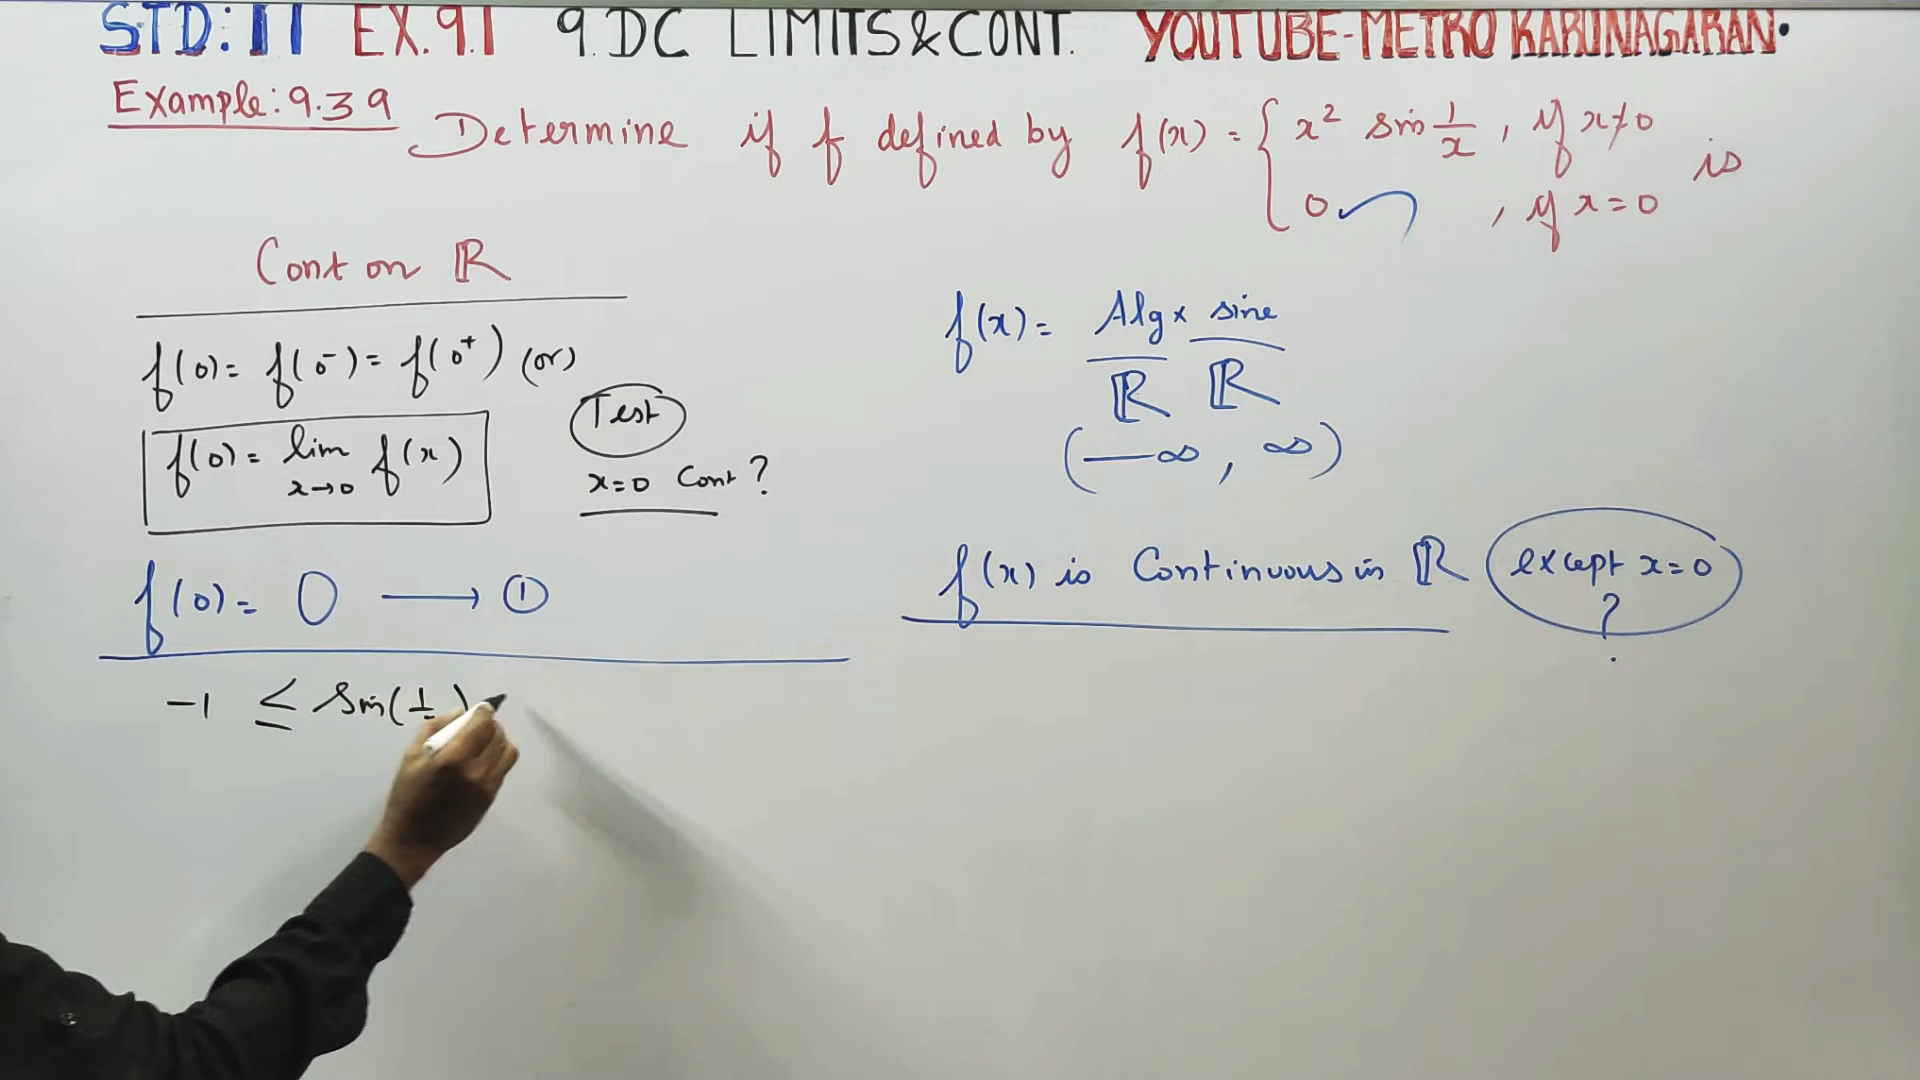 STD: 11 EX.9.1 9.DC LIMITS&CONT. YOUTUBE-METRO KARUNAGARAN.
Example: 9.39 Determine if f defined by f(x) = { x² sin 1/x , if x≠0
0 , if x=0 is
Cont on ℝ
f(0) = f(0⁻) = f(0⁺) (or)
f(0) = lim x→0 f(x)
Test
x=0 Cont ?
f(0) = 0 → ①
-1 ≤ Sin(1
f(x) = Alg × sine
ℝ ℝ
(-∞, ∞)
f(x) is Continuous in ℝ except x=0
?